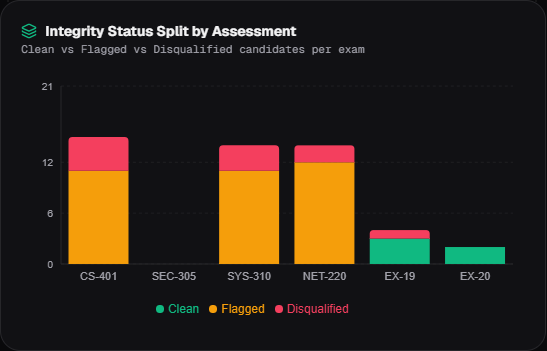 Integrity Status Split by Assessment
Clean vs Flagged vs Disqualified candidates per exam
21
12
6
0
CS-401 SEC-305 SYS-310 NET-220 EX-19 EX-20
Clean Flagged Disqualified